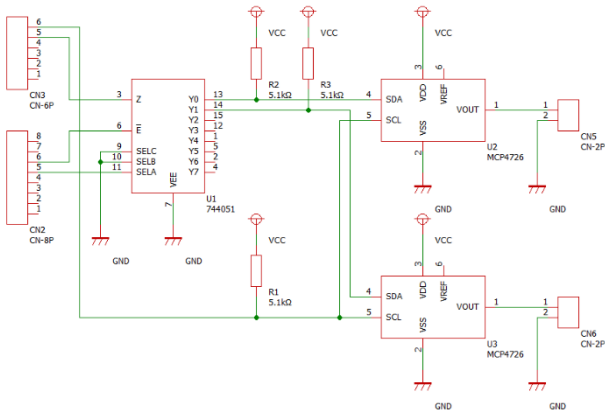 VCC VCC VCC
6
5
4
3
2
1
CN3
CN-6P
R2
5.1kΩ
R3
5.1kΩ
3 Z Y0 13
Y1 14
Y2 15
6 E Y3 12
Y4 1
9 SELC Y5 5
10 SELB Y6 2
11 SELA Y7 4
VEE
7
U1
744051
8
7
6
5
4
3
2
1
CN2
CN-8P
GND GND
3 6
VDD VREF
4 SDA
5 SCL
VOUT 1
VSS
2
U2
MCP4726
1
2
CN5
CN-2P
GND GND
VCC VCC
R1
5.1kΩ
3 6
VDD VREF
4 SDA
5 SCL
VOUT 1
VSS
2
U3
MCP4726
1
2
CN6
CN-2P
GND GND